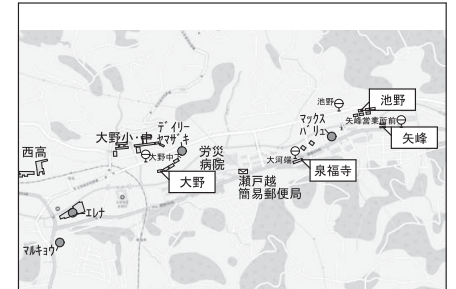 池野
池野
マックス
バリュ
矢峰営業所前
矢峰
大河端
泉福寺
デイリー
ヤマザキ
大野小・中
大野中
労災
病院
大野
瀬戸越
簡易郵便局
西高
エレナ
マルキョウ